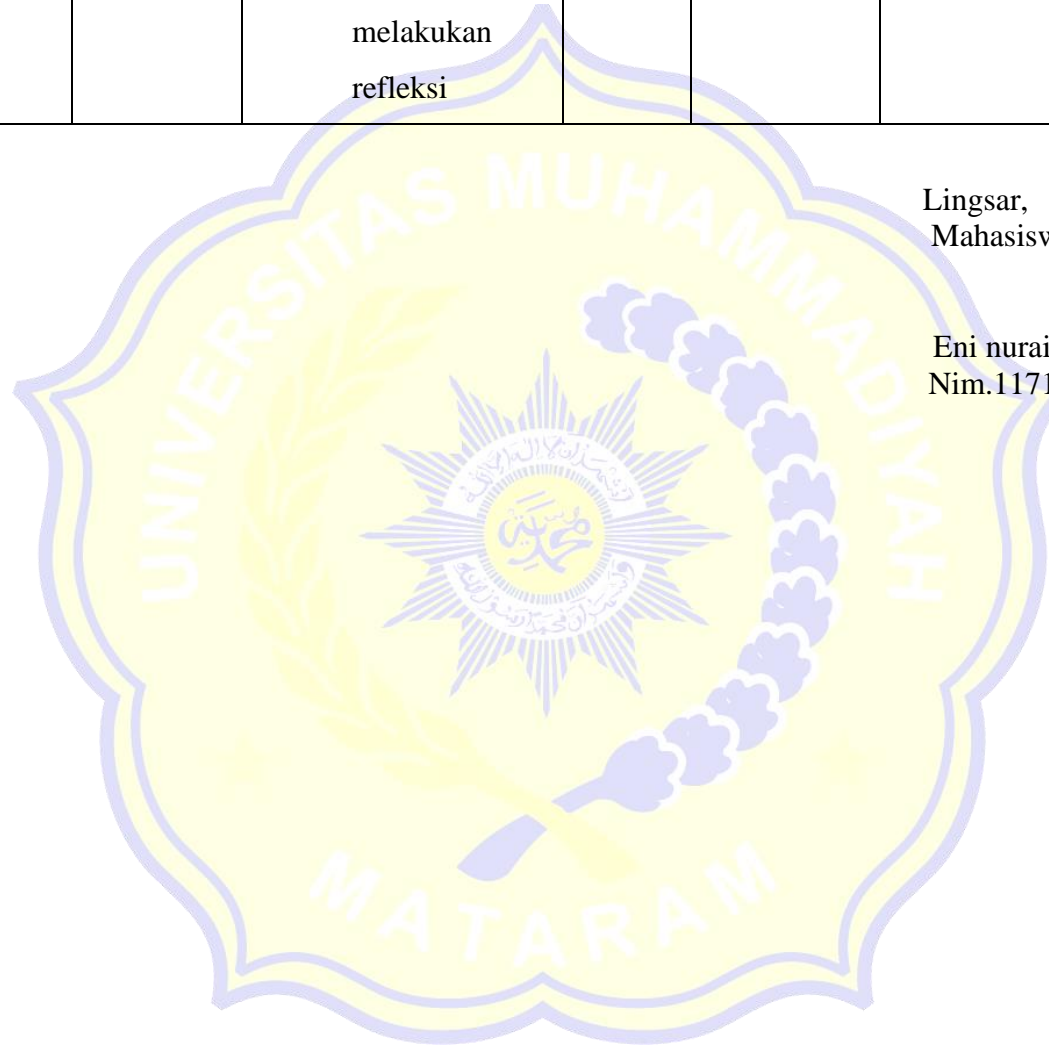 melakukan
refleksi
Lingsar,
Mahasisw
Eni nurai
Nim.1171
UNIVERSITAS MUHAMMADIYAH
MATARAM